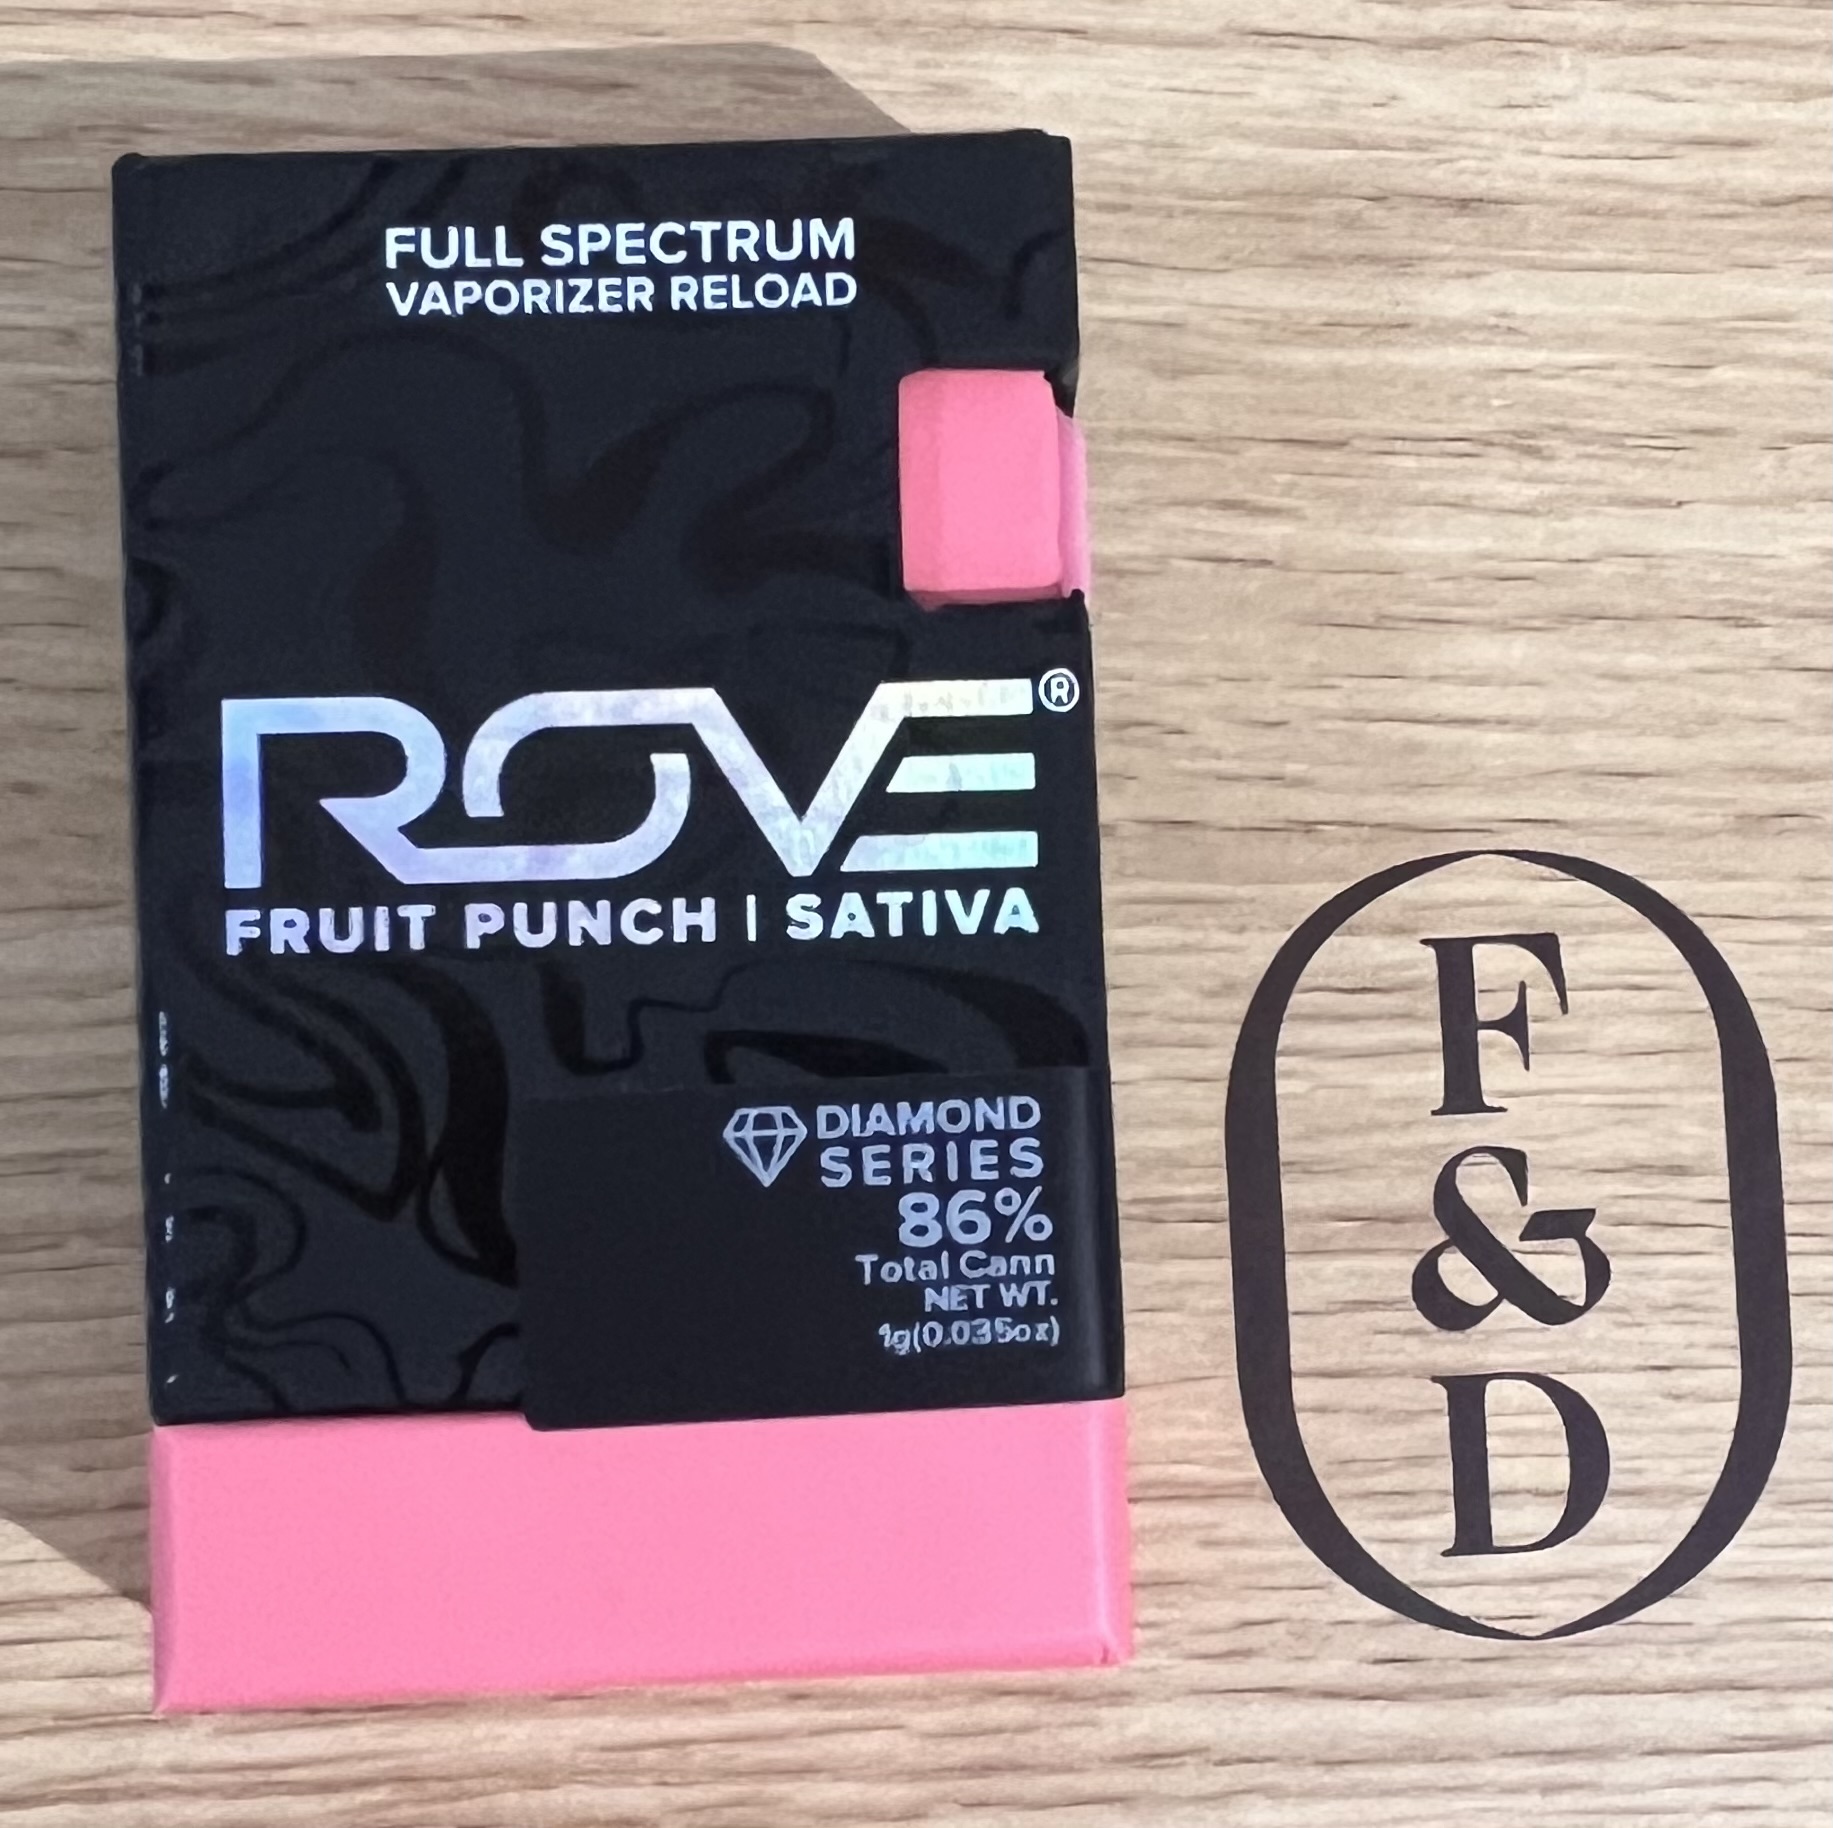 FULL SPECTRUM
VAPORIZER RELOAD
ROVE®
FRUIT PUNCH | SATIVA
DIAMOND
SERIES
86%
Total Cann
NET WT.
1g(0.035oz)
F
&
D